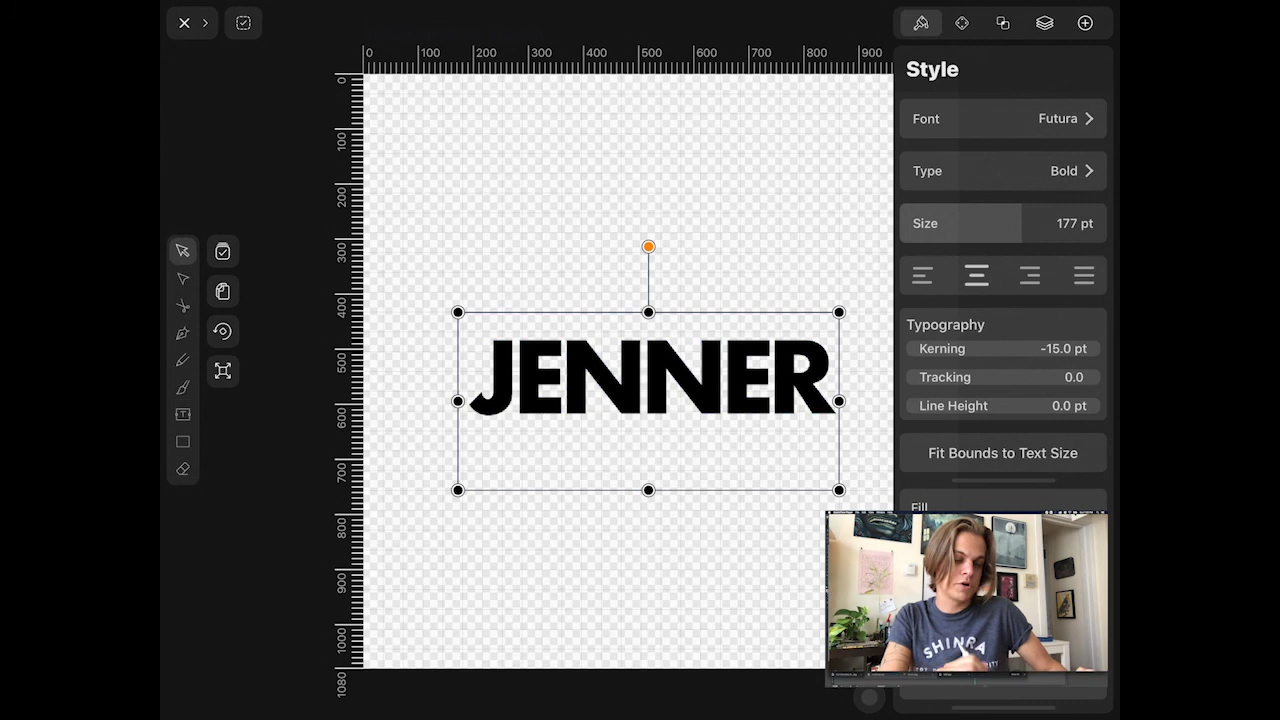 0 100 200 300 400 500 600 700 800 900
0
100
200
300
400
500
600
700
800
900
1000
1080
JENNER
Style
Font Futura
Type Bold
Size 177 pt
Typography
Kerning -15.0 pt
Tracking 0.0
Line Height 0.0 pt
Fit Bounds to Text Size
Fill
SHINRA